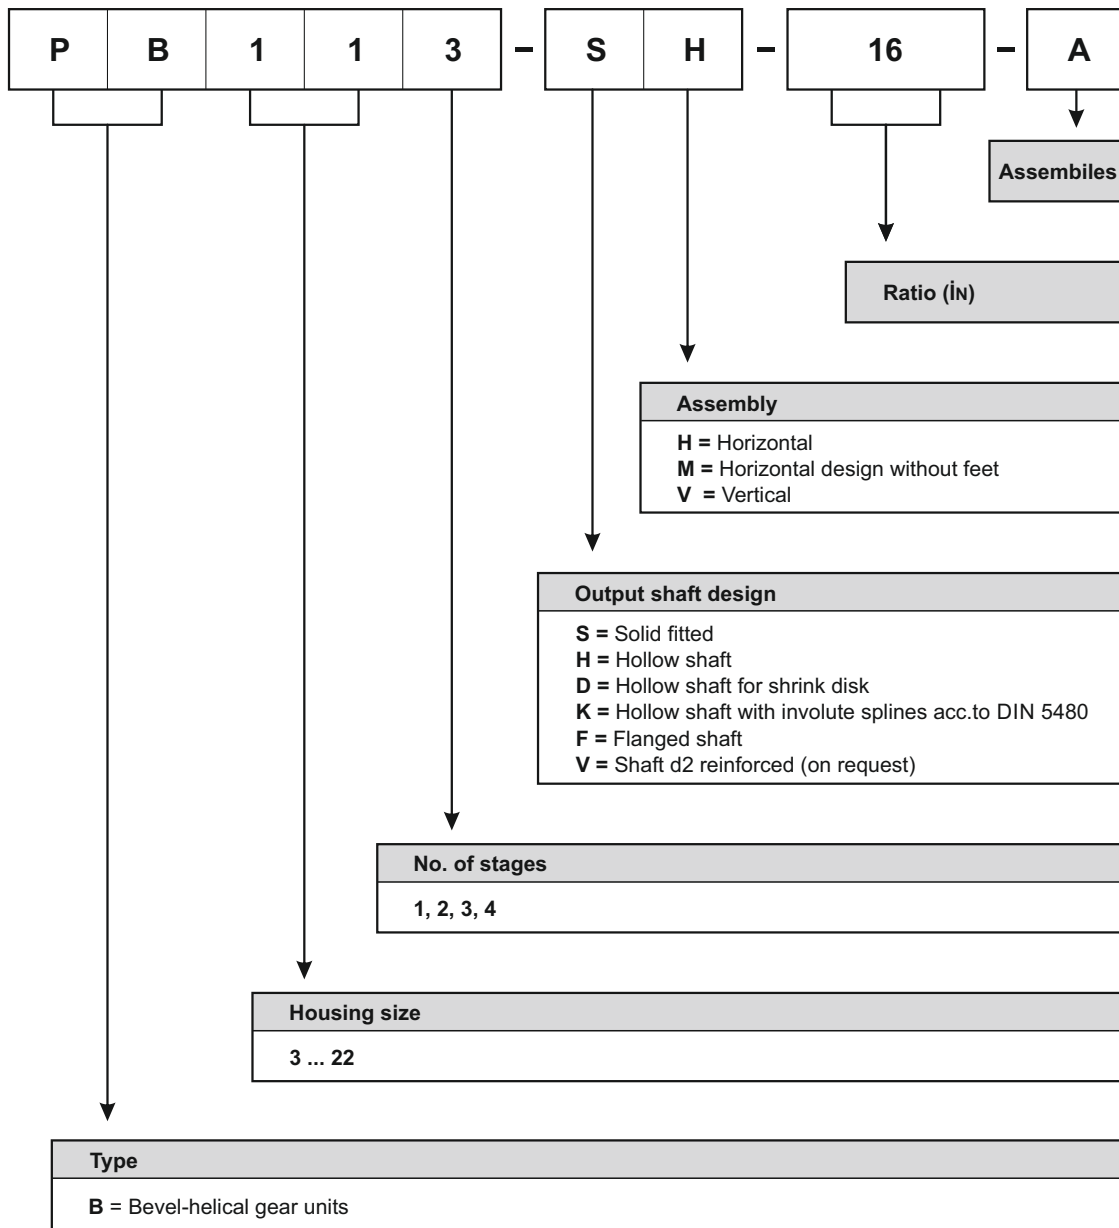 P B 1 1 3 - S H - 16 - A
Assembiles
Ratio (İN)
Assembly
H = Horizontal
M = Horizontal design without feet
V = Vertical
Output shaft design
S = Solid fitted
H = Hollow shaft
D = Hollow shaft for shrink disk
K = Hollow shaft with involute splines acc.to DIN 5480
F = Flanged shaft
V = Shaft d2 reinforced (on request)
No. of stages
1, 2, 3, 4
Housing size
3 ... 22
Type
B = Bevel-helical gear units